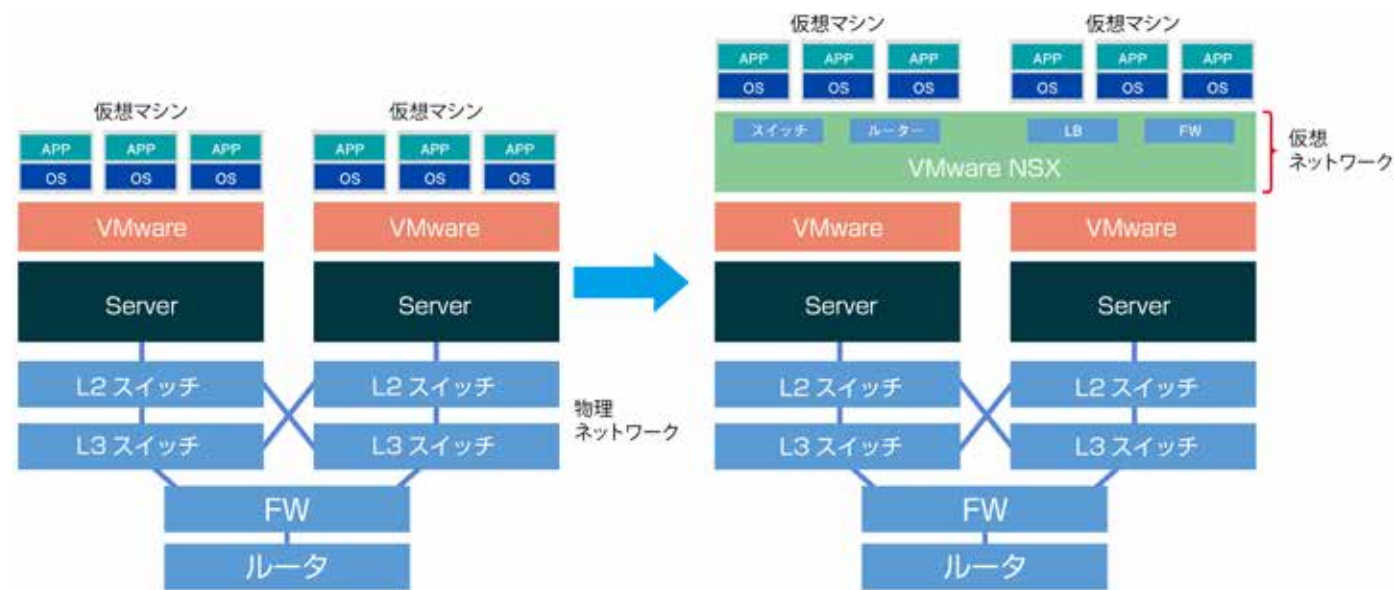 仮想マシン
仮想マシン
APP
APP
APP
APP
APP
APP
OS
OS
OS
OS
OS
OS
VMware
VMware
Server
Server
L2 スイッチ
L2 スイッチ
L3 スイッチ
L3 スイッチ
FW
ルータ
物理
ネットワーク
仮想マシン
仮想マシン
APP
APP
APP
APP
APP
APP
OS
OS
OS
OS
OS
OS
スイッチ
ルーター
LB
FW
VMware NSX
仮想
ネットワーク
VMware
VMware
Server
Server
L2 スイッチ
L2 スイッチ
L3 スイッチ
L3 スイッチ
FW
ルータ